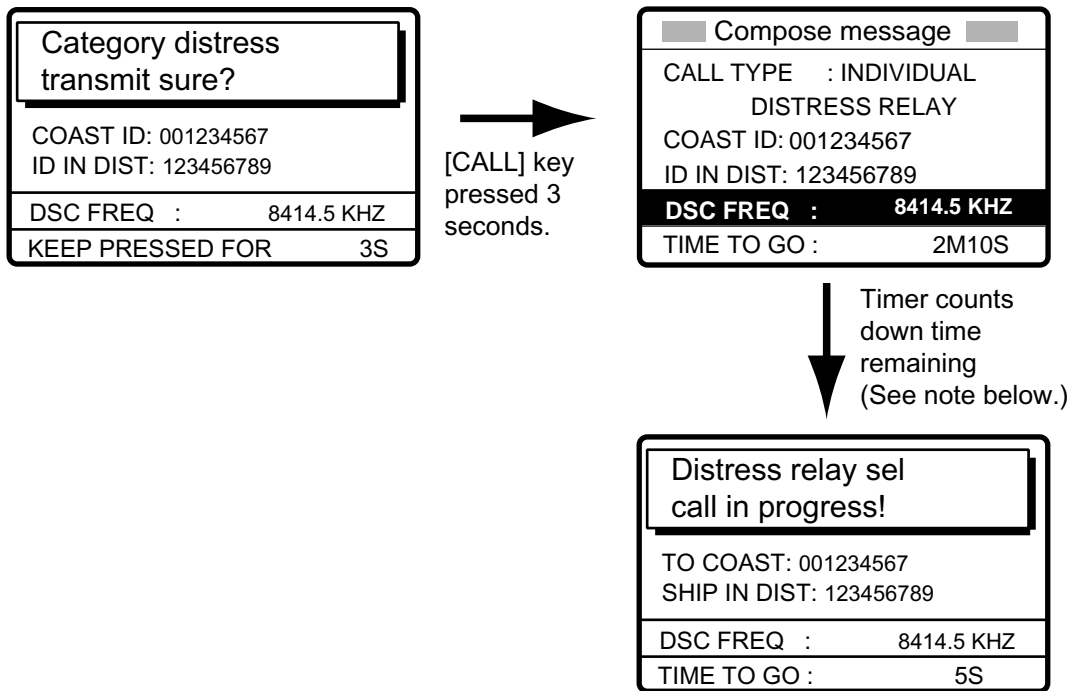 Category distress
transmit sure?
COAST ID: 001234567
ID IN DIST: 123456789
DSC FREQ : 8414.5 KHZ
KEEP PRESSED FOR 3S
[CALL] key
pressed 3
seconds.
Compose message
CALL TYPE : INDIVIDUAL
DISTRESS RELAY
COAST ID: 001234567
ID IN DIST: 123456789
DSC FREQ : 8414.5 KHZ
TIME TO GO : 2M10S
Timer counts
down time
remaining
(See note below.)
Distress relay sel
call in progress!
TO COAST: 001234567
SHIP IN DIST: 123456789
DSC FREQ : 8414.5 KHZ
TIME TO GO : 5S